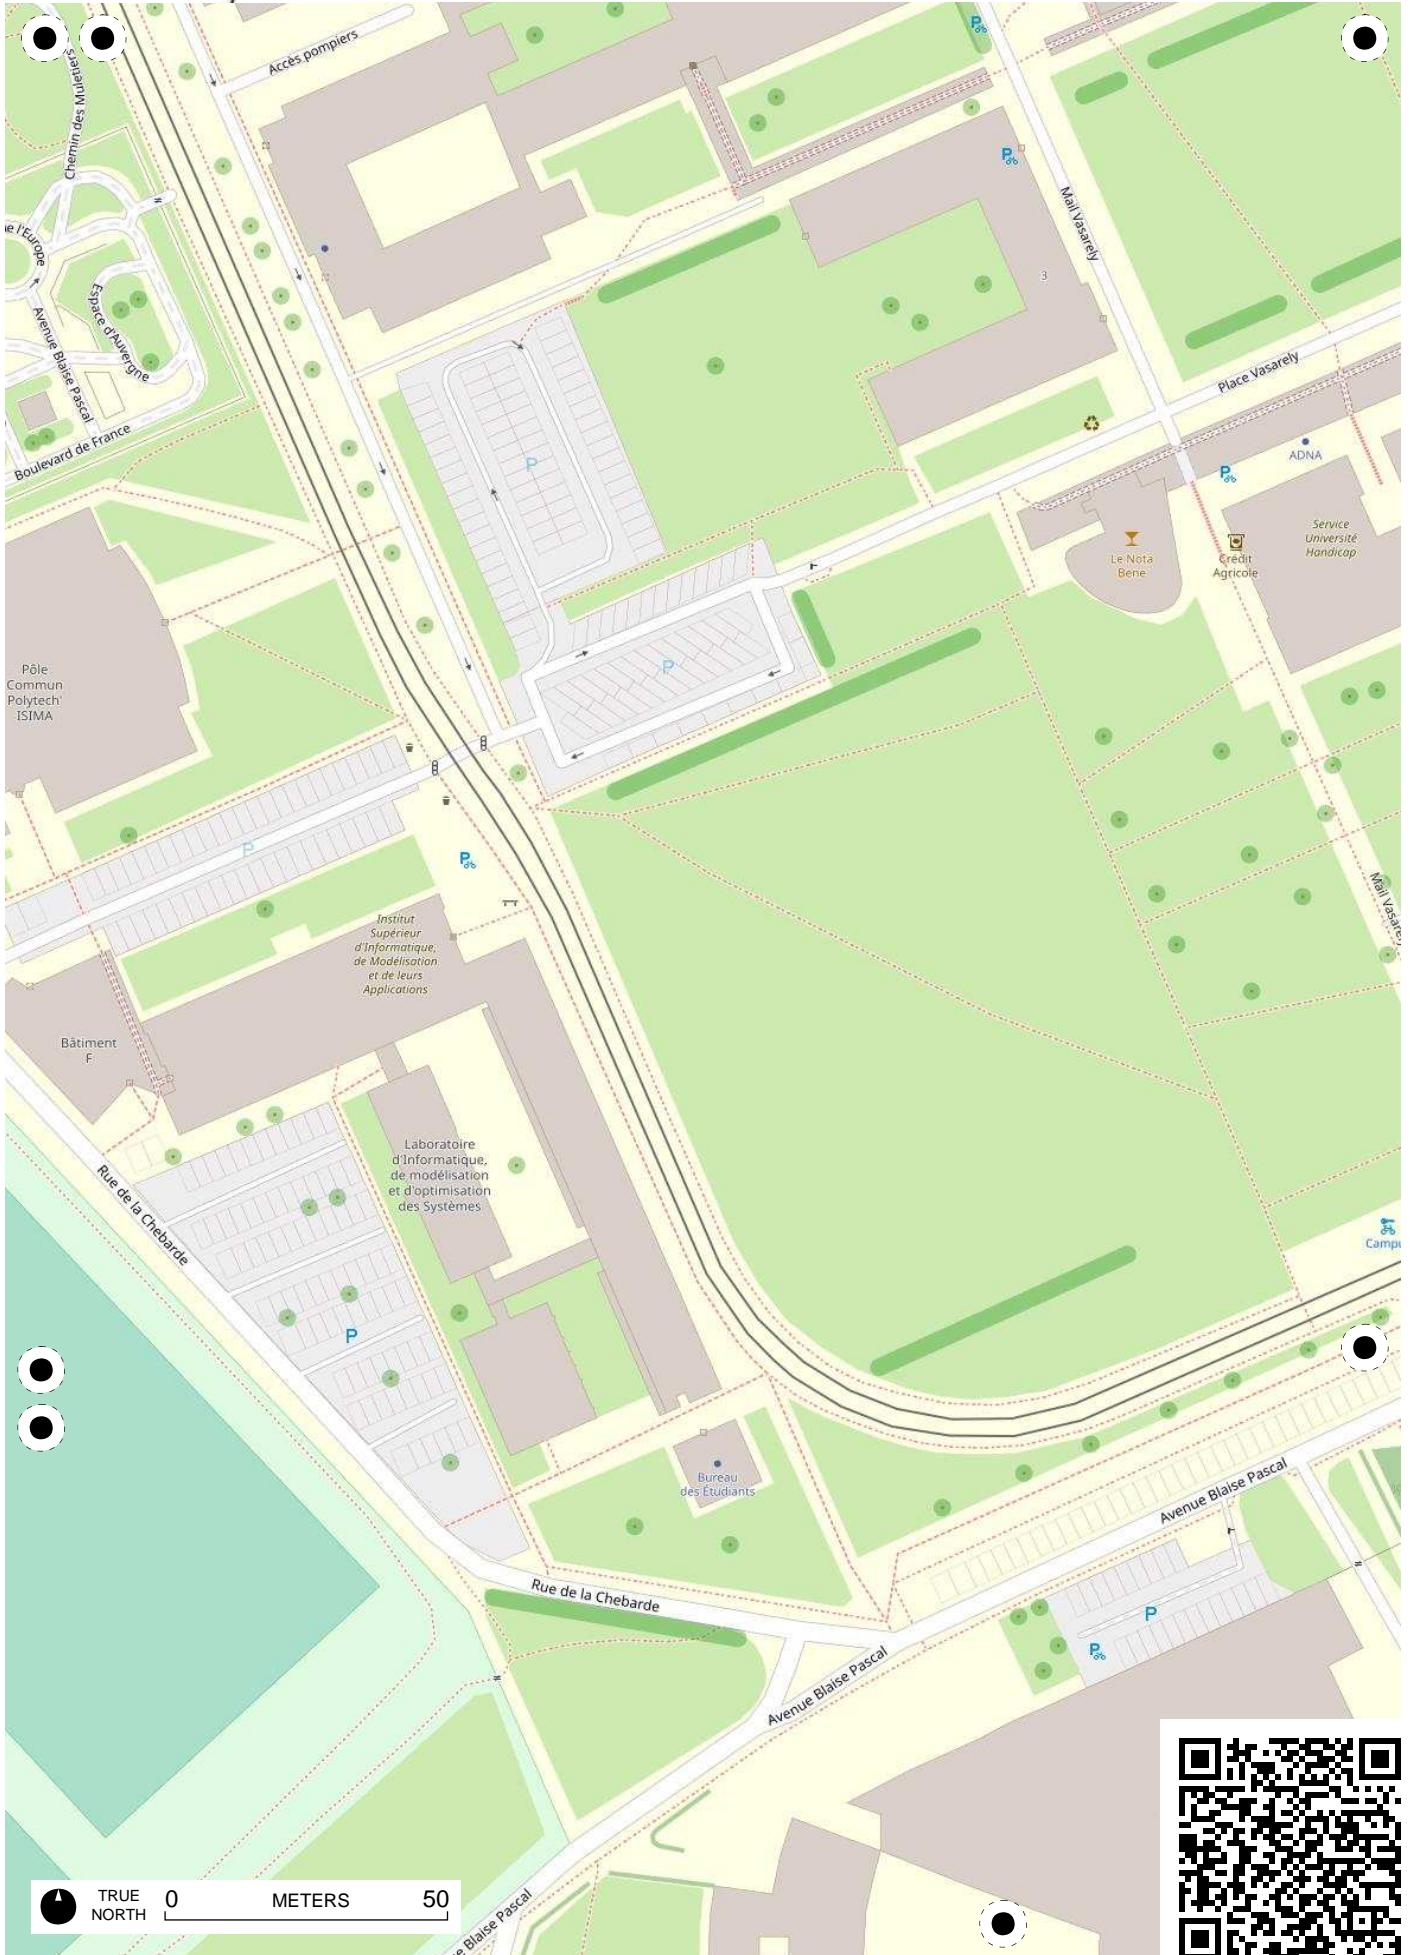 Accès pompiers
Chemin des Muletiers
Mail Vasarely
e l'Europe
3
Espace d'Auvergne
Avenue Blaise Pascal
Place Vasarely
Boulevard de France
ADNA
P
Service
Université
Handicap
Le Nota
Bene
Crédit
Agricole
Pôle
Commun
Polytech'
ISIMA
P
P
Mail Vasarely
Institut
Supérieur
d'Informatique,
de Modélisation
et de leurs
Applications
Bâtiment
F
Laboratoire
d'Informatique,
de modélisation
et d'optimisation
des Systèmes
Rue de la Chebarde
Campu
P
Bureau
des Étudiants
Avenue Blaise Pascal
Rue de la Chebarde
P
Avenue Blaise Pascal
TRUE
NORTH
0 METERS 50
e Blaise Pascal